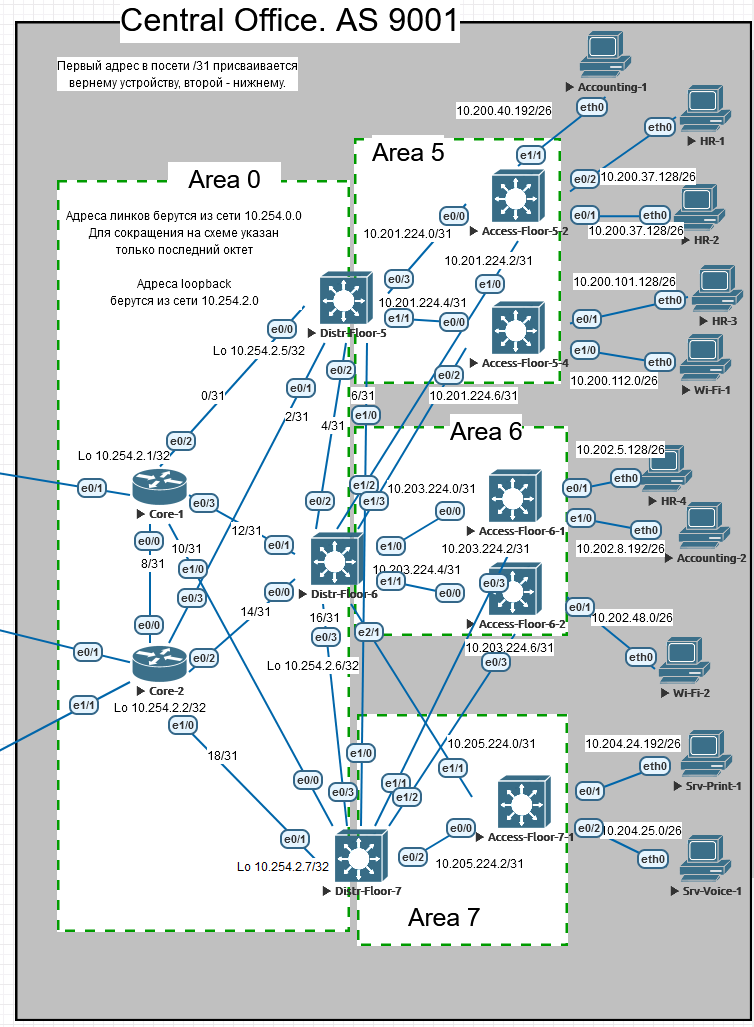 Central Office. AS 9001
Первый адрес в посети /31 присваивается
вернему устройству, второй - нижнему.
Accounting-1
eth0
10.200.40.192/26
e1/1
Area 5
HR-1
eth0
e0/2
10.200.37.128/26
Area 0
Адреса линков берутся из сети 10.254.0.0
Для сокращения на схеме указан
только последний октет
Адреса loopback
берутся из сети 10.254.2.0
e0/0
Access-Floor-5-2
e0/1
eth0
10.200.37.128/26
HR-2
10.201.224.0/31
10.201.224.2/31
e0/3
e1/0
10.201.224.4/31
e1/1
e0/0
10.200.101.128/26
eth0
HR-3
e0/1
e0/0
Distr-Floor-5
Lo 10.254.2.5/32
Access-Floor-5-4
e1/0
eth0
10.200.112.0/26
Wi-Fi-1
e0/2
e0/2
10.201.224.6/31
e1/0
e0/1
0/31
2/31
4/31
6/31
Area 6
e0/2
Lo 10.254.2.1/32
e0/1
Core-1
e0/3
e0/0
8/31
10/31
e1/0
12/31
e0/1
e0/2
e1/2
e1/3
10.203.224.0/31
e0/0
Access-Floor-6-1
10.202.5.128/26
e0/1
eth0
HR-4
e1/0
eth0
10.202.8.192/26
Accounting-2
e1/0
10.203.224.2/31
10.203.224.4/31
e1/1
e0/0
e0/3
Distr-Floor-6
e0/0
e0/3
14/31
16/31
e0/3
Lo 10.254.2.6/32
e2/1
Access-Floor-6-2
e0/1
10.202.48.0/26
eth0
Wi-Fi-2
10.203.224.6/31
e0/3
e0/0
e0/1
e0/2
Core-2
e1/1
Lo 10.254.2.2/32
e1/0
18/31
e0/0
e0/1
e0/3
e1/0
e1/1
e1/2
10.205.224.0/31
e1/1
10.204.24.192/26
eth0
Srv-Print-1
e0/1
Access-Floor-7-1
e0/0
e0/2
10.205.224.2/31
e0/2
10.204.25.0/26
eth0
Srv-Voice-1
Lo 10.254.2.7/32
Distr-Floor-7
Area 7